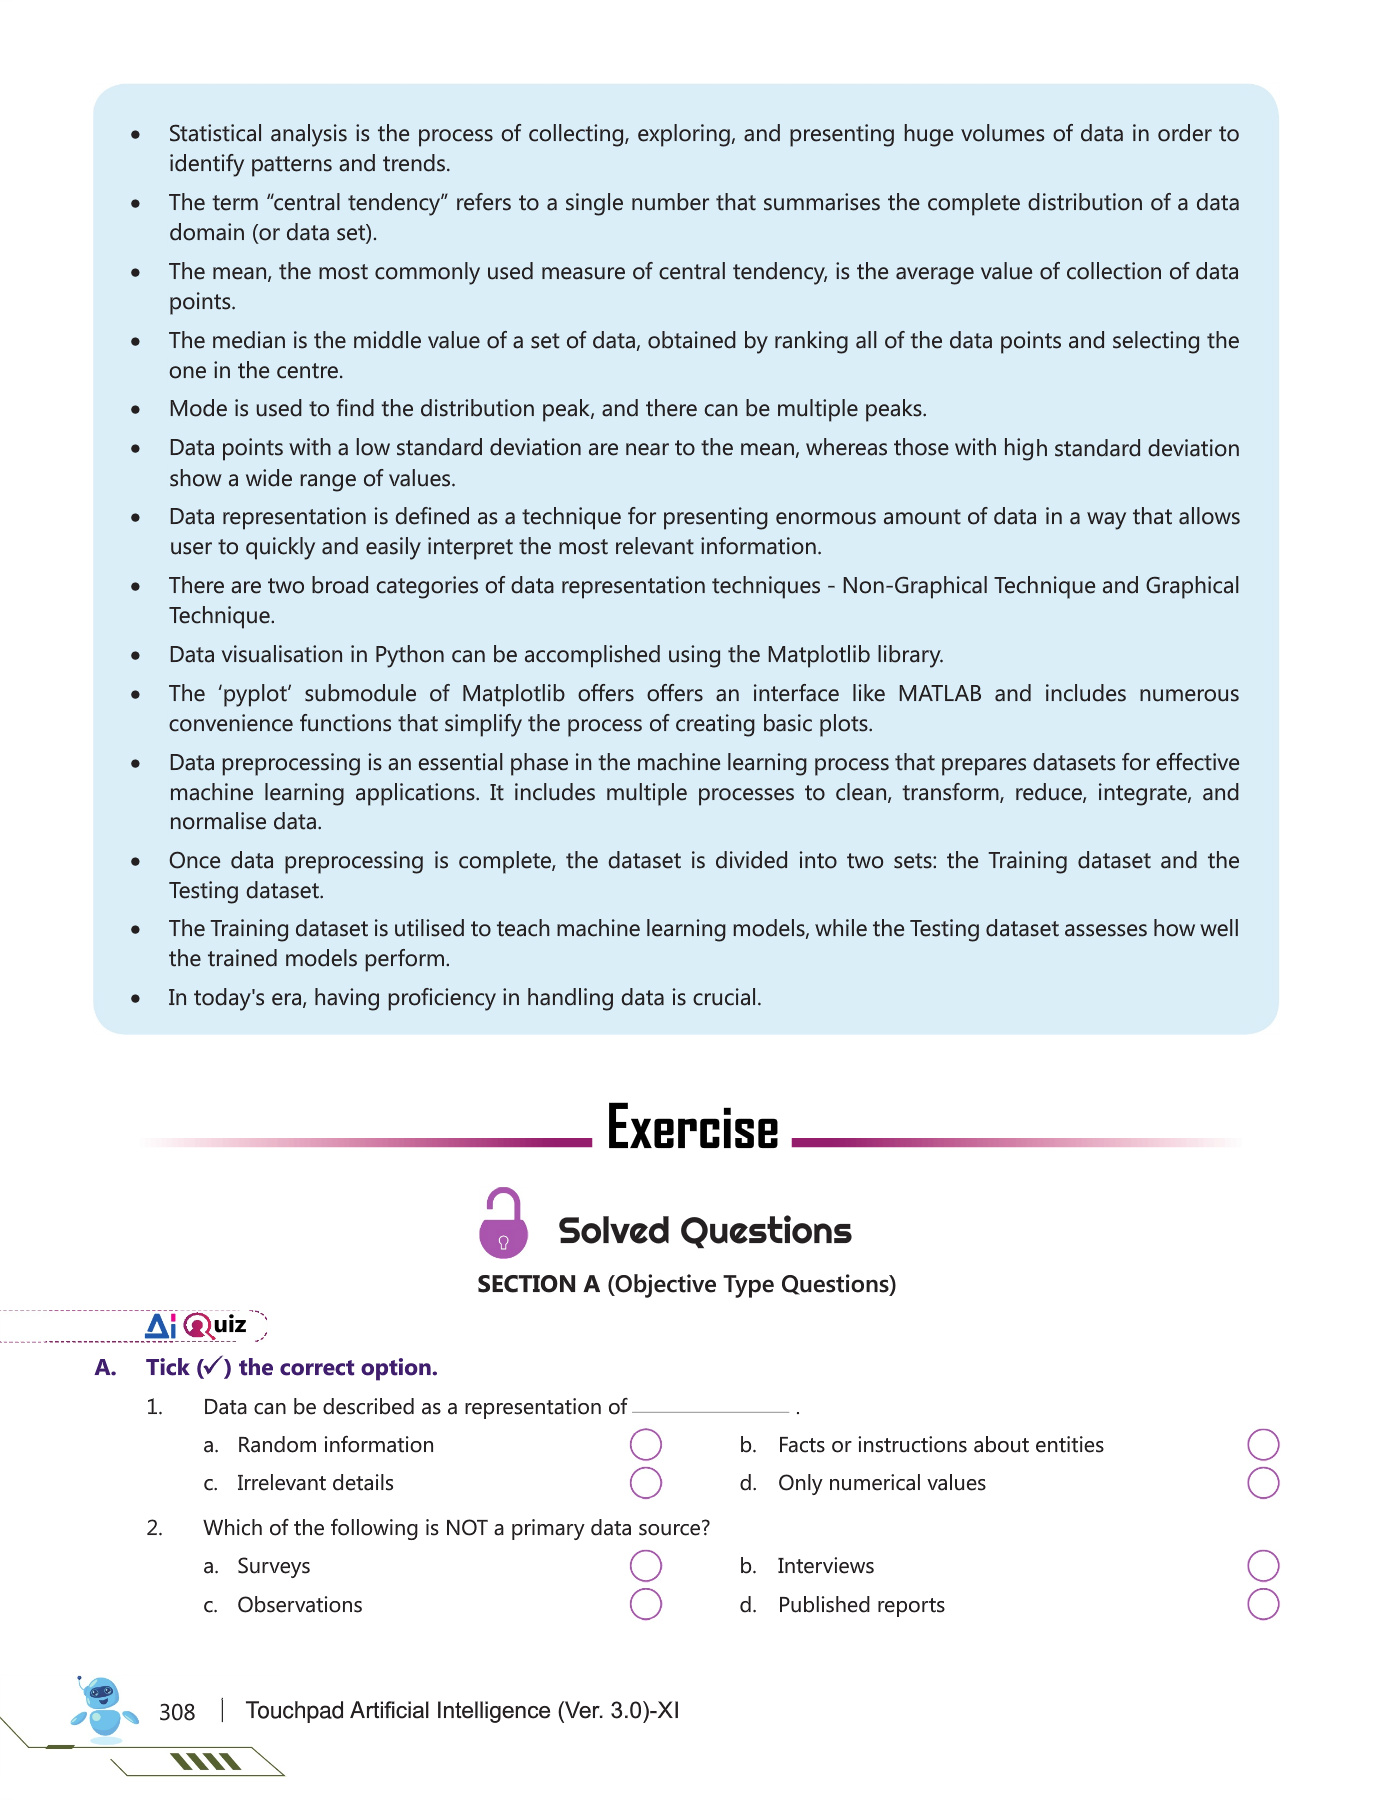 • Statistical analysis is the process of collecting, exploring, and presenting huge volumes of data in order to
identify patterns and trends.
• The term “central tendency” refers to a single number that summarises the complete distribution of a data
domain (or data set).
• The mean, the most commonly used measure of central tendency, is the average value of collection of data
points.
• The median is the middle value of a set of data, obtained by ranking all of the data points and selecting the
one in the centre.
• Mode is used to find the distribution peak, and there can be multiple peaks.
• Data points with a low standard deviation are near to the mean, whereas those with high standard deviation
show a wide range of values.
• Data representation is defined as a technique for presenting enormous amount of data in a way that allows
user to quickly and easily interpret the most relevant information.
• There are two broad categories of data representation techniques - Non-Graphical Technique and Graphical
Technique.
• Data visualisation in Python can be accomplished using the Matplotlib library.
• The ‘pyplot’ submodule of Matplotlib offers offers an interface like MATLAB and includes numerous
convenience functions that simplify the process of creating basic plots.
• Data preprocessing is an essential phase in the machine learning process that prepares datasets for effective
machine learning applications. It includes multiple processes to clean, transform, reduce, integrate, and
normalise data.
• Once data preprocessing is complete, the dataset is divided into two sets: the Training dataset and the
Testing dataset.
• The Training dataset is utilised to teach machine learning models, while the Testing dataset assesses how well
the trained models perform.
• In today's era, having proficiency in handling data is crucial.
Exercise
Solved Questions
SECTION A (Objective Type Questions)
Ai Quiz
A. Tick (✓) the correct option.
1. Data can be described as a representation of ____________ .
a. Random information b. Facts or instructions about entities
c. Irrelevant details d. Only numerical values
2. Which of the following is NOT a primary data source?
a. Surveys b. Interviews
c. Observations d. Published reports
308 | Touchpad Artificial Intelligence (Ver. 3.0)-XI